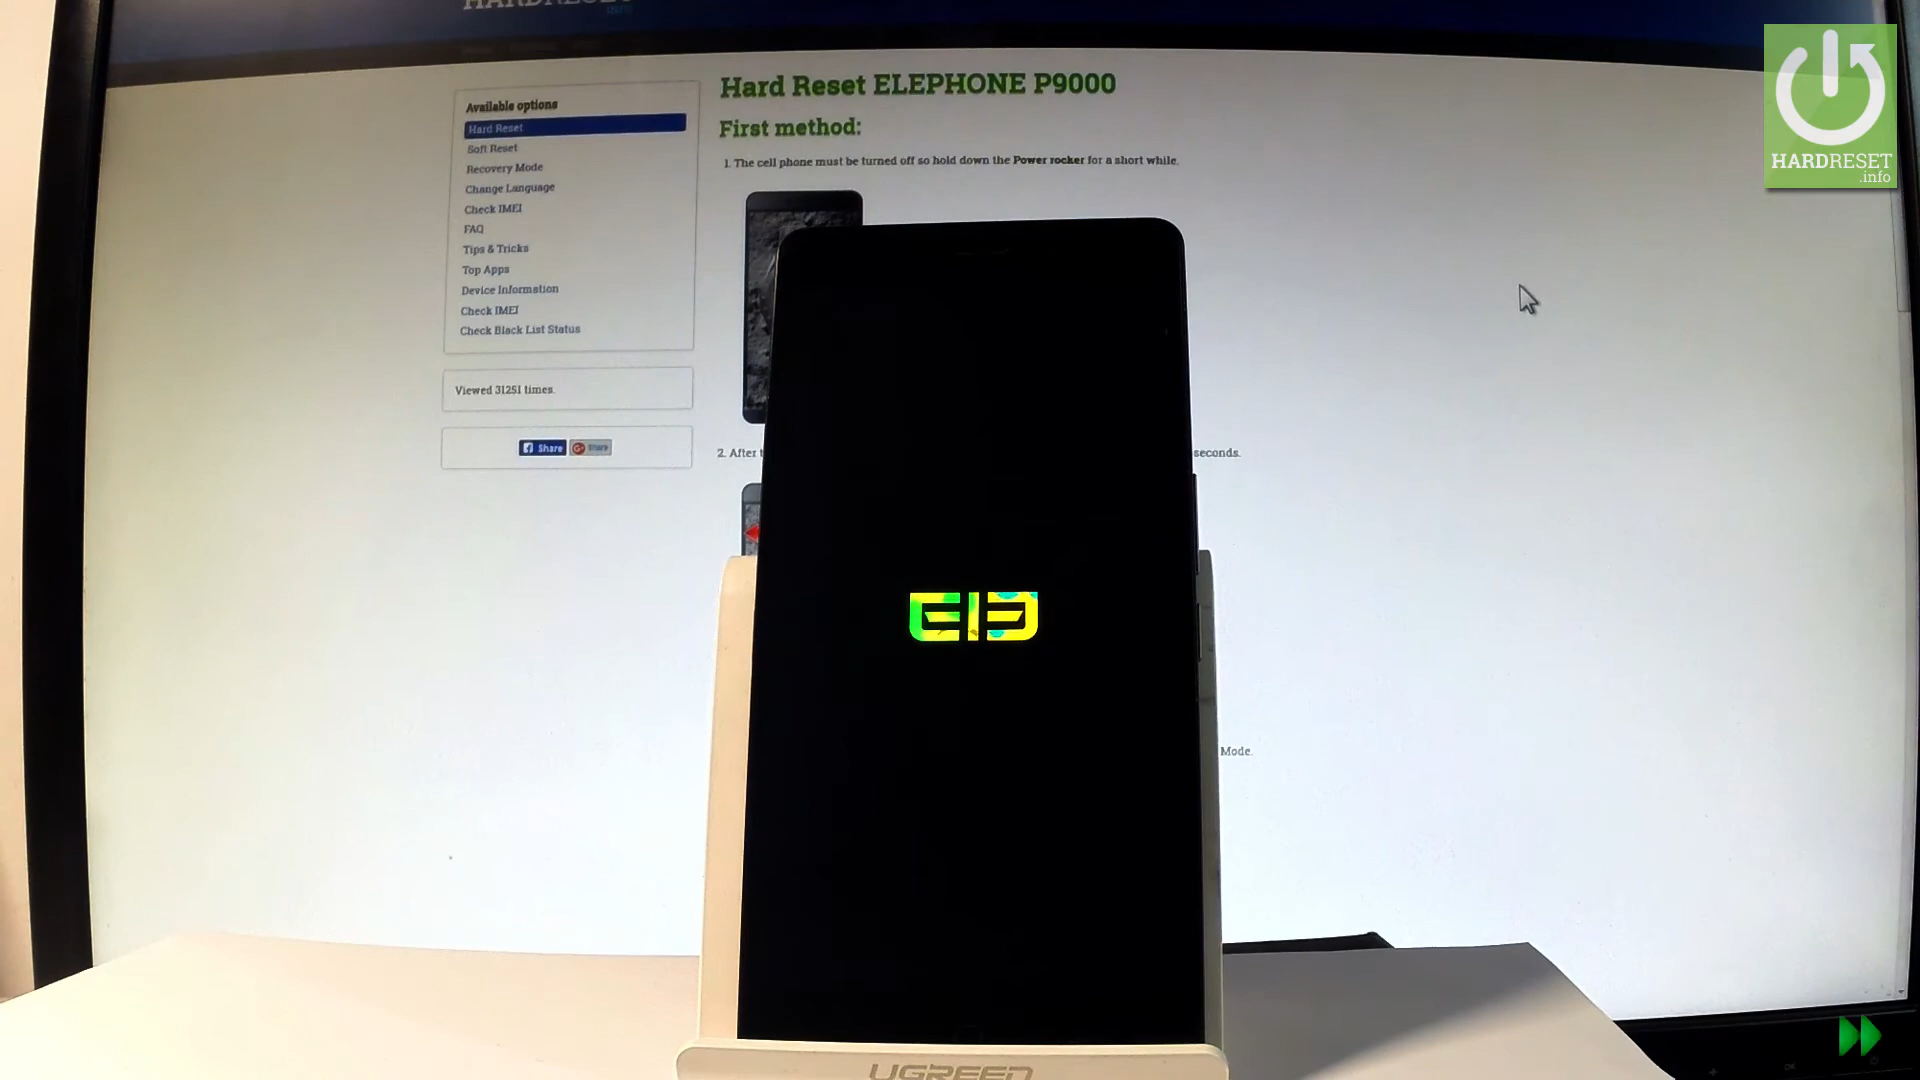 Hard Reset ELEPHONE P9000
First method:
1. The cell phone must be turned off so hold down the Power rocker for a short while.
Available options
Hard Reset
Soft Reset
Recovery Mode
Change Language
Check IMEI
FAQ
Tips & Tricks
Top Apps
Device Information
Check IMEI
Check Black List Status
Viewed 31251 times.
Share
Share
2. After
seconds.
Mode.
UGREEN
HARDRESET
.info